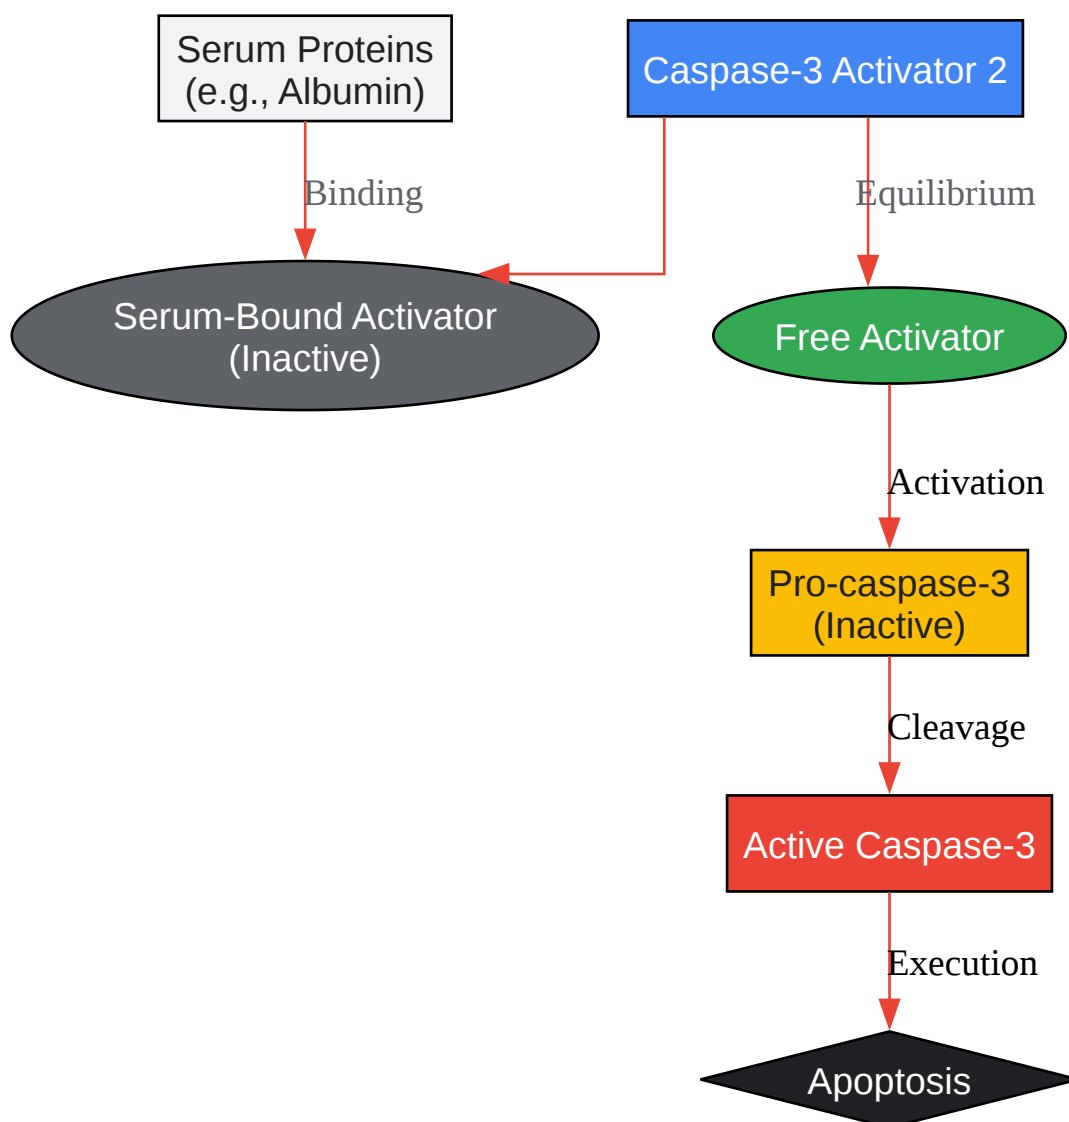 Serum Proteins
(e.g., Albumin)
Caspase-3 Activator 2
Binding
Equilibrium
Serum-Bound Activator
(Inactive)
Free Activator
Activation
Pro-caspase-3
(Inactive)
Cleavage
Active Caspase-3
Execution
Apoptosis